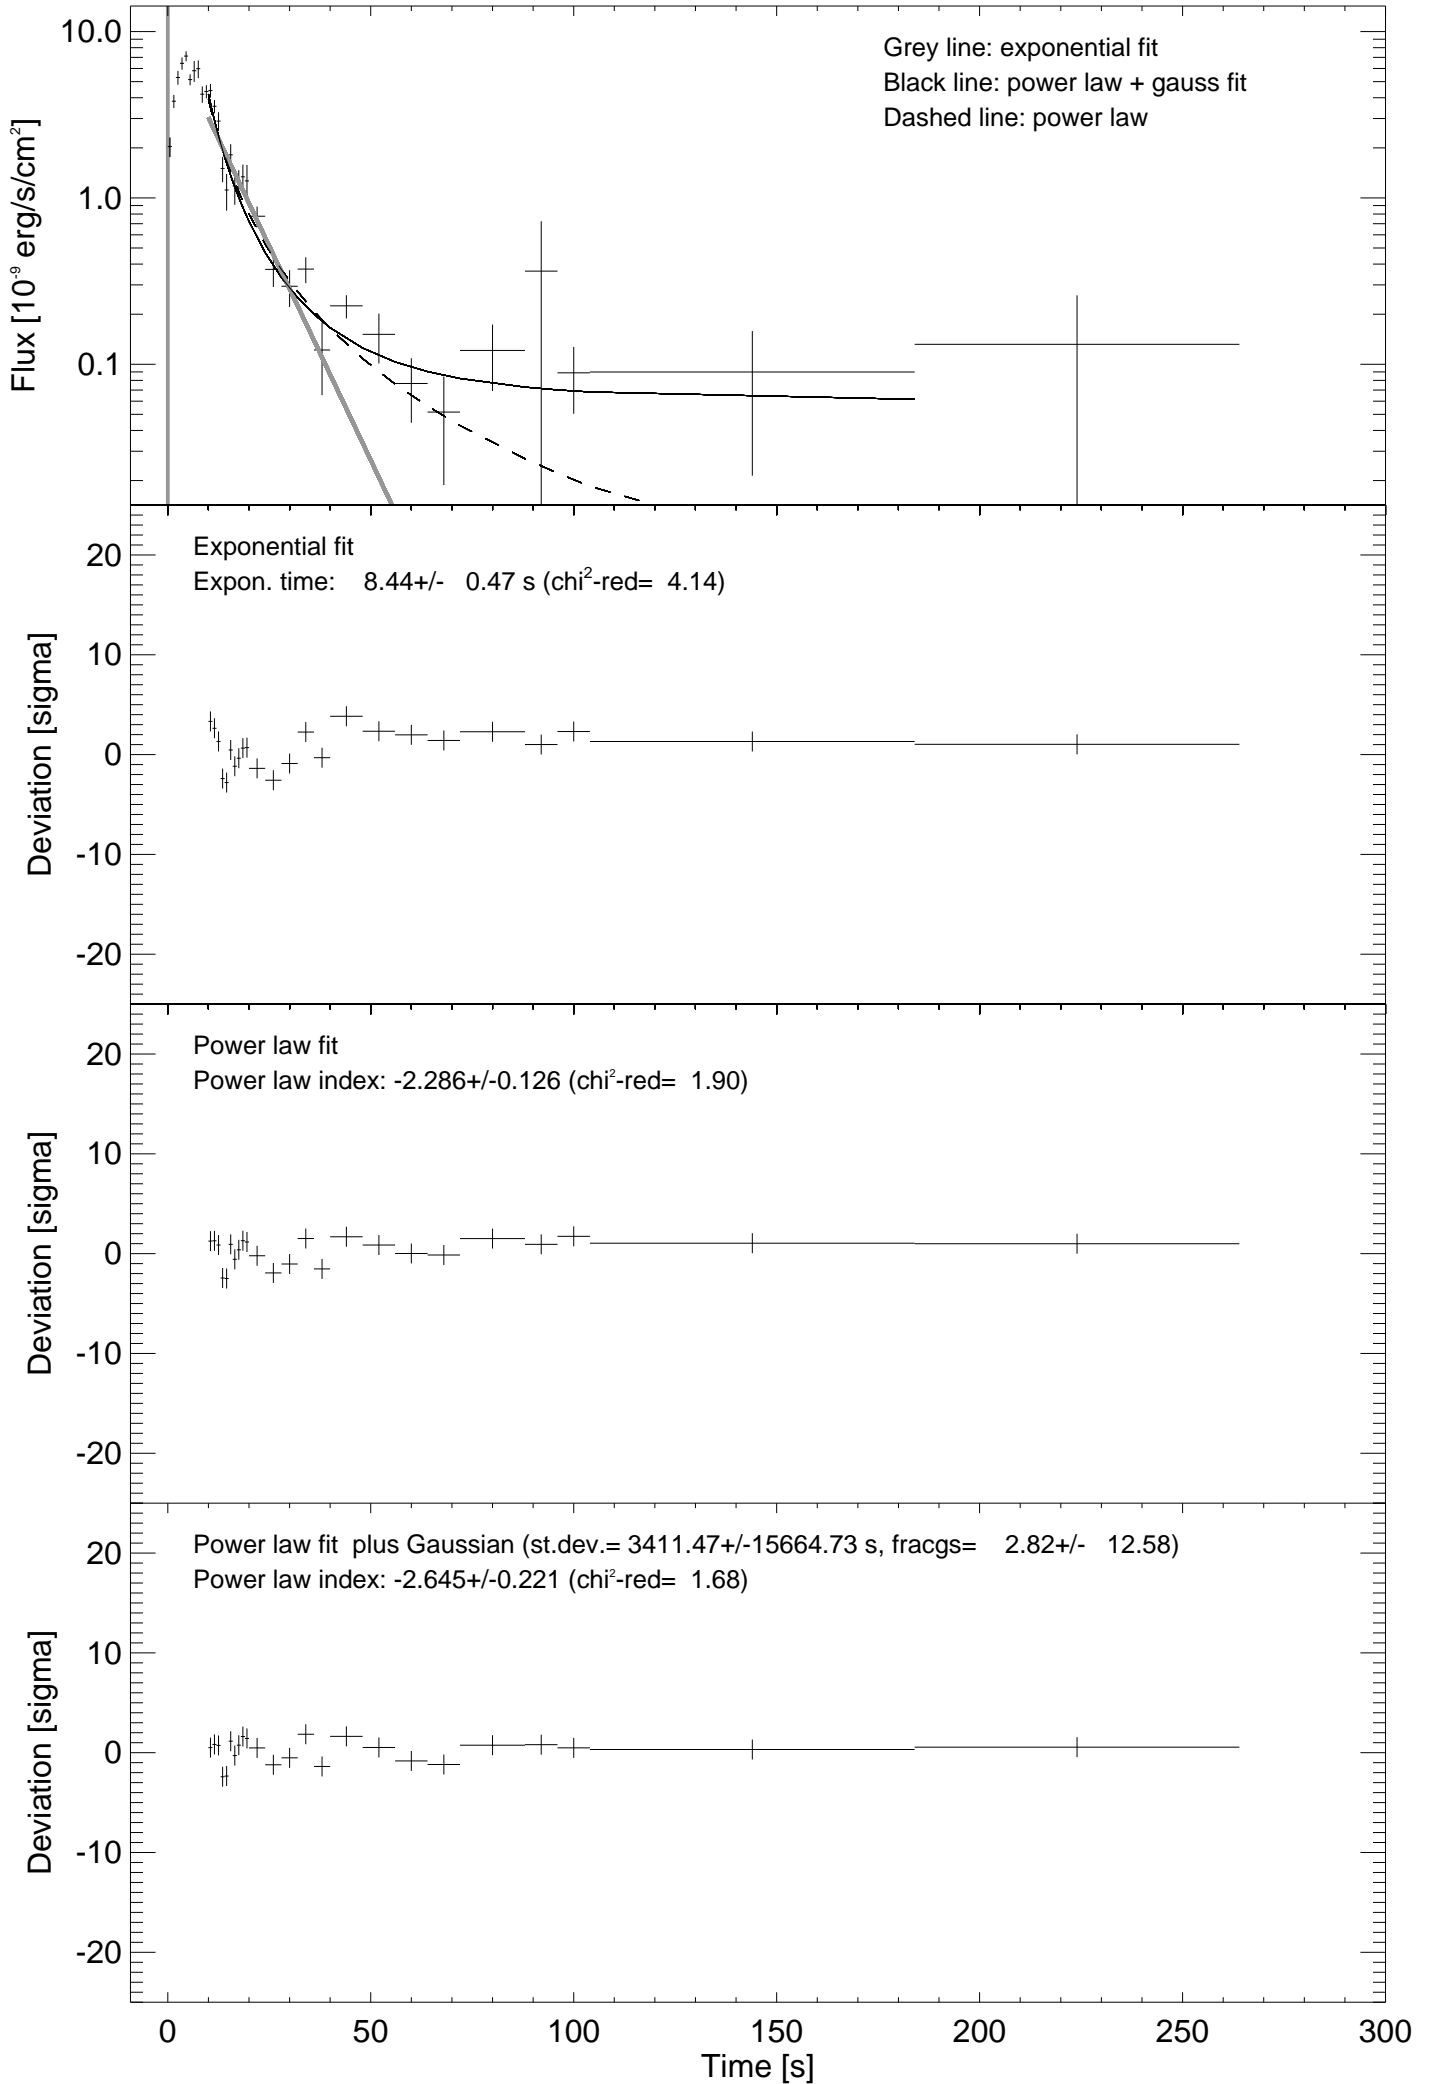 10.0
1.0
0.1
Flux [10⁻⁹ erg/s/cm²]
Grey line: exponential fit
Black line: power law + gauss fit
Dashed line: power law
20
10
0
-10
-20
Deviation [sigma]
Exponential fit
Expon. time: 8.44+/- 0.47 s (chi²-red= 4.14)
20
10
0
-10
-20
Deviation [sigma]
Power law fit
Power law index: -2.286+/-0.126 (chi²-red= 1.90)
20
10
0
-10
-20
Deviation [sigma]
Power law fit plus Gaussian (st.dev.= 3411.47+/-15664.73 s, fracgs= 2.82+/- 12.58)
Power law index: -2.645+/-0.221 (chi²-red= 1.68)
0 50 100 150 200 250 300
Time [s]